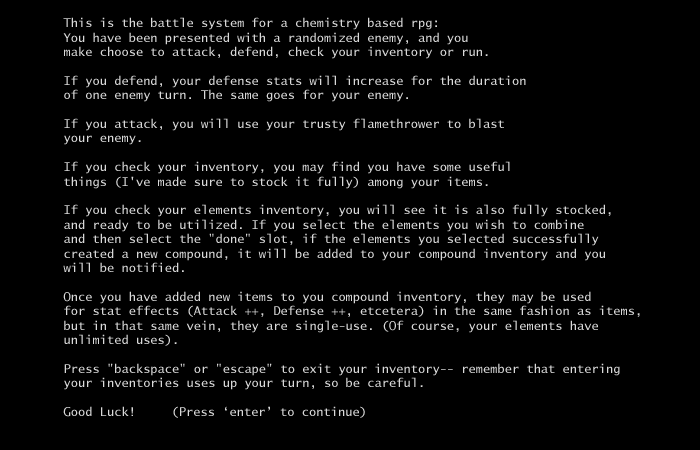 This is the battle system for a chemistry based rpg:
You have been presented with a randomized enemy, and you
make choose to attack, defend, check your inventory or run.
If you defend, your defense stats will increase for the duration
of one enemy turn. The same goes for your enemy.
If you attack, you will use your trusty flamethrower to blast
your enemy.
If you check your inventory, you may find you have some useful
things (I've made sure to stock it fully) among your items.
If you check your elements inventory, you will see it is also fully stocked,
and ready to be utilized. If you select the elements you wish to combine
and then select the "done" slot, if the elements you selected successfully
created a new compound, it will be added to your compound inventory and you
will be notified.
Once you have added new items to you compound inventory, they may be used
for stat effects (Attack ++, Defense ++, etcetera) in the same fashion as items,
but in that same vein, they are single-use. (Of course, your elements have
unlimited uses).
Press "backspace" or "escape" to exit your inventory-- remember that entering
your inventories uses up your turn, so be careful.
Good Luck! (Press ‘enter’ to continue)